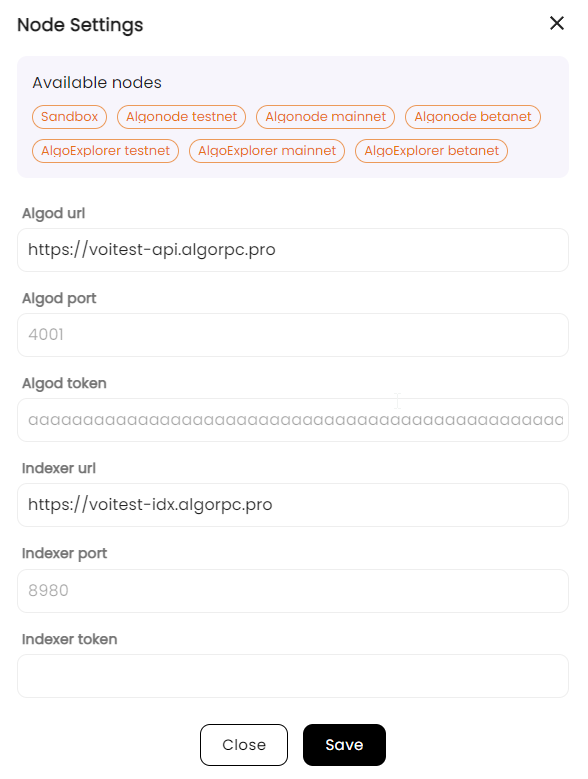 Node Settings
Available nodes
Sandbox Algonode testnet Algonode mainnet Algonode betanet
AlgoExplorer testnet AlgoExplorer mainnet AlgoExplorer betanet
Algod url
https://voitest-api.algorpc.pro
Algod port
4001
Algod token
aaaaaaaaaaaaaaaaaaaaaaaaaaaaaaaaaaaaaaaaaaaaaaaaa
Indexer url
https://voitest-idx.algorpc.pro
Indexer port
8980
Indexer token
Close Save